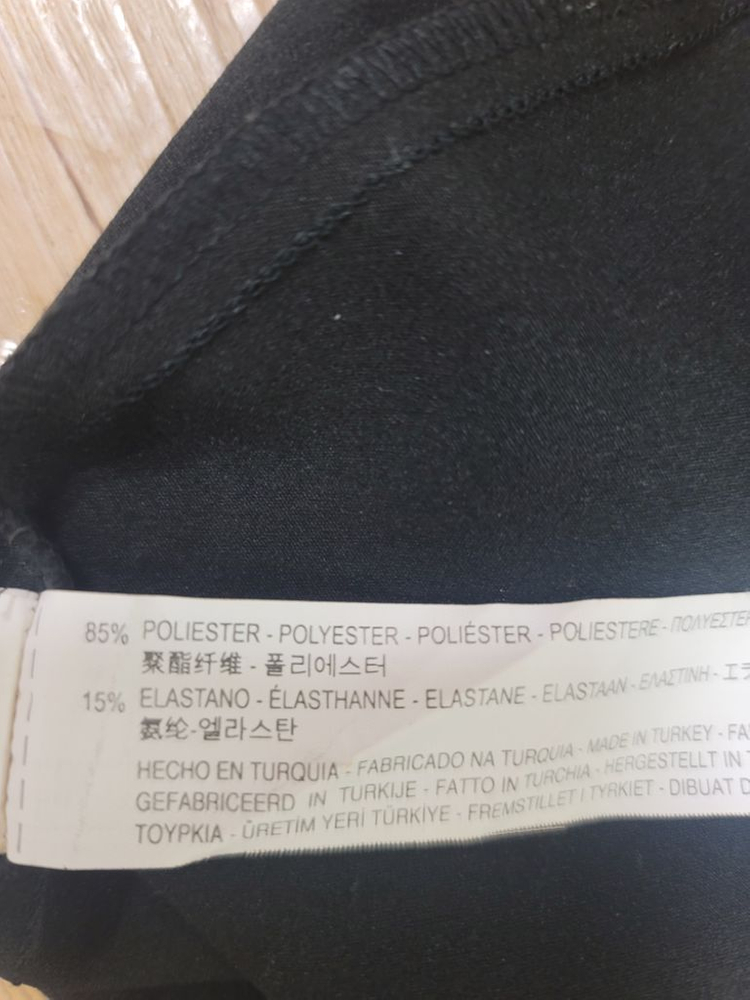 85% POLIESTER - POLYESTER - POLIÉSTER - POLIESTERE - ΠΟΛΥΕΣΤΕΡ
聚酯纤维 - 폴리에스터
15% ELASTANO - ÉLASTHANNE - ELASTANE - ELASTAAN - ΕΛΑΣΤΙΝΗ -
氨纶-엘라스탄
HECHO EN TURQUIA - FABRICADO NA TURQUIA - MADE IN TURKEY -
GEFABRICEERD IN TURKIJE - FATTO IN TURCHIA - HERGESTELLT IN
ΤΟΥΡΚΙΑ - ÜRETİM YERİ TÜRKİYE - FREMSTILLET I TYRKIET - DIBUAT